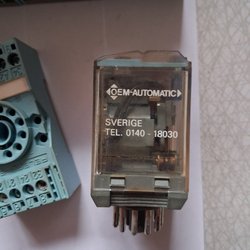 OEM-AUTOMATIC
SVERIGE
TEL. 0140 - 18030